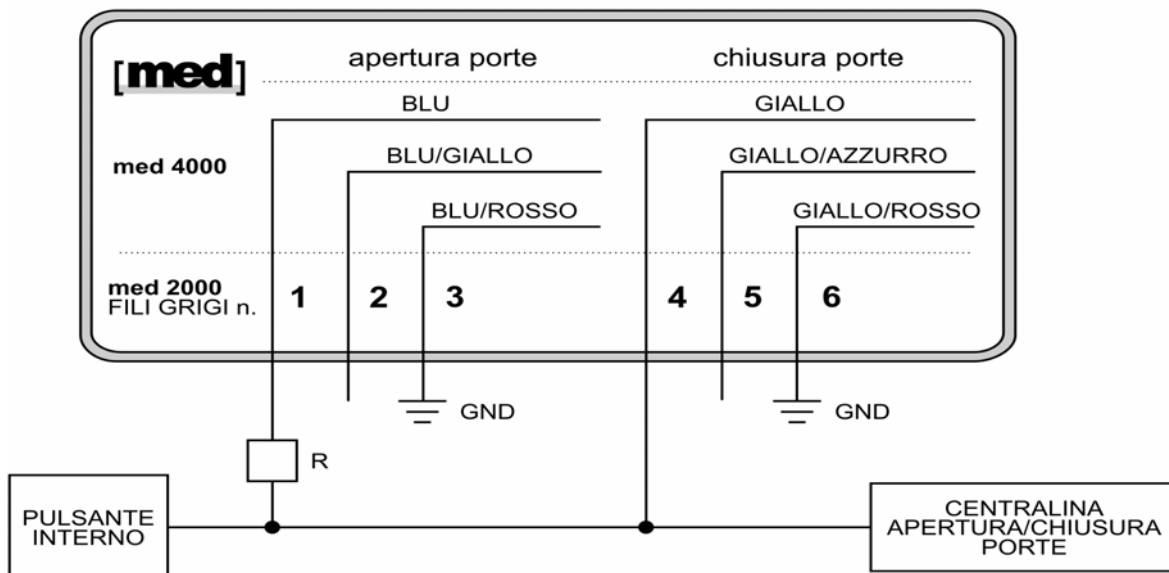 [med]
apertura porte
chiusura porte
BLU
GIALLO
med 4000
BLU/GIALLO
GIALLO/AZZURRO
BLU/ROSSO
GIALLO/ROSSO
med 2000
FILI GRIGI n.
1
2
3
4
5
6
GND
GND
R
PULSANTE
INTERNO
CENTRALINA
APERTURA/CHIUSURA
PORTE